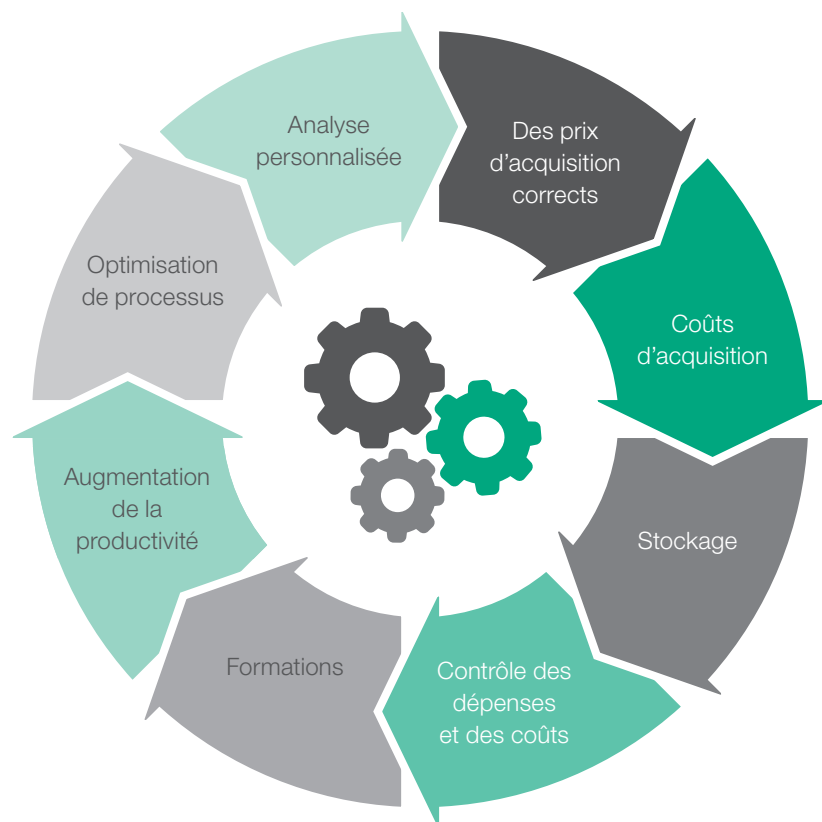 Analyse
personnalisée
Des prix
d'acquisition
corrects
Coûts
d'acquisition
Stockage
Contrôle des
dépenses
et des coûts
Formations
Augmentation
de la
productivité
Optimisation
de processus